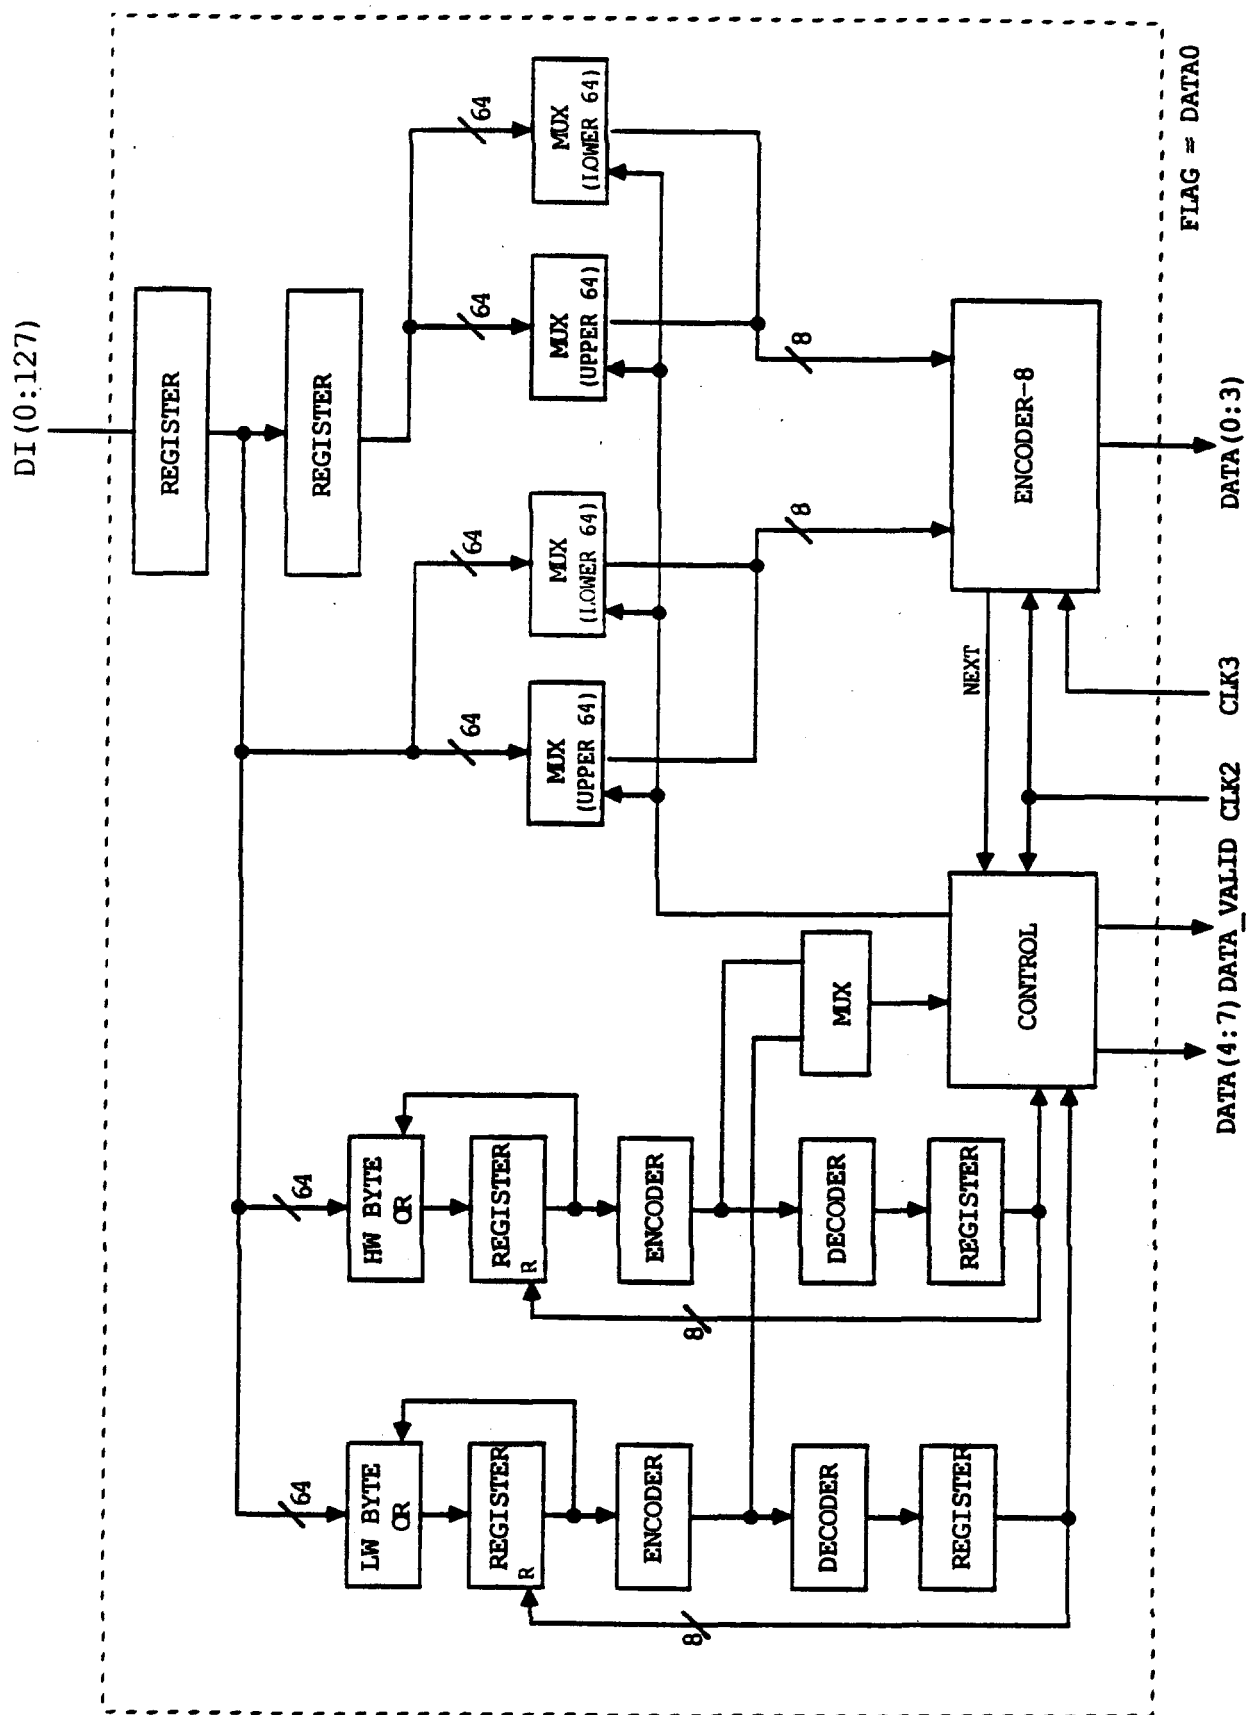 DI(0:127)
REGISTER
REGISTER
64
64
LW BYTE
OR
HW BYTE
OR
64
64
64
64
REGISTER
R
REGISTER
R
MUX
(UPPER 64)
MUX
(LOWER 64)
MUX
(UPPER 64)
MUX
(LOWER 64)
ENCODER
ENCODER
8
8
8
8
DECODER
DECODER
MUX
REGISTER
REGISTER
NEXT
CONTROL
ENCODER-8
FLAG = DATA0
DATA(4:7)
DATA_VALID
CLK2
CLK3
DATA(0:3)